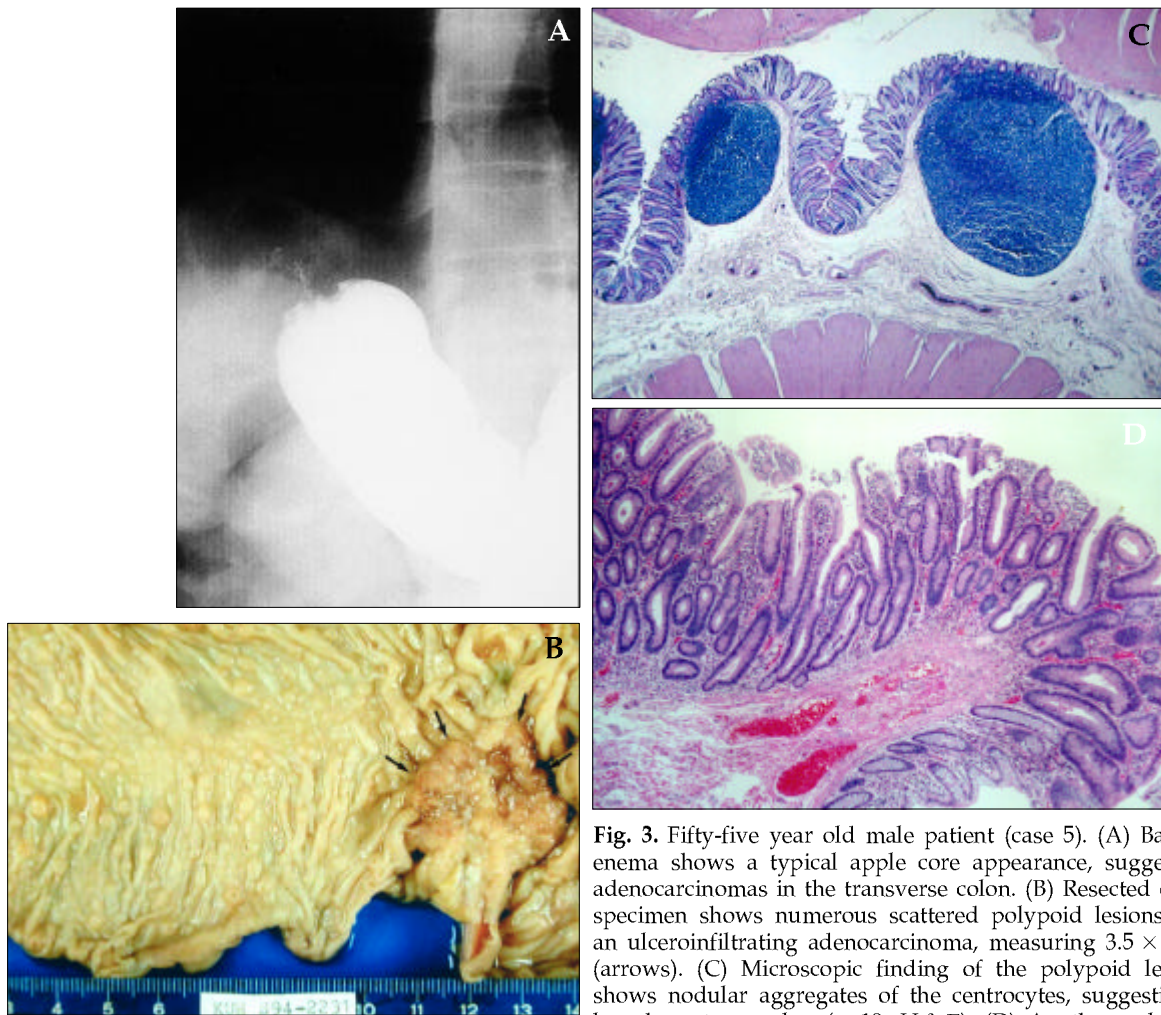 A
C
D
B
4 5 6 7
10 11 12 13
KUM 494-2231
Fig. 3. Fifty-five year old male patient (case 5). (A) Ba
enema shows a typical apple core appearance, sugge
adenocarcinomas in the transverse colon. (B) Resected
specimen shows numerous scattered polypoid lesions
an ulceroinfiltrating adenocarcinoma, measuring 3.5 ×
(arrows). (C) Microscopic finding of the polypoid le
shows nodular aggregates of the centrocytes, suggesti